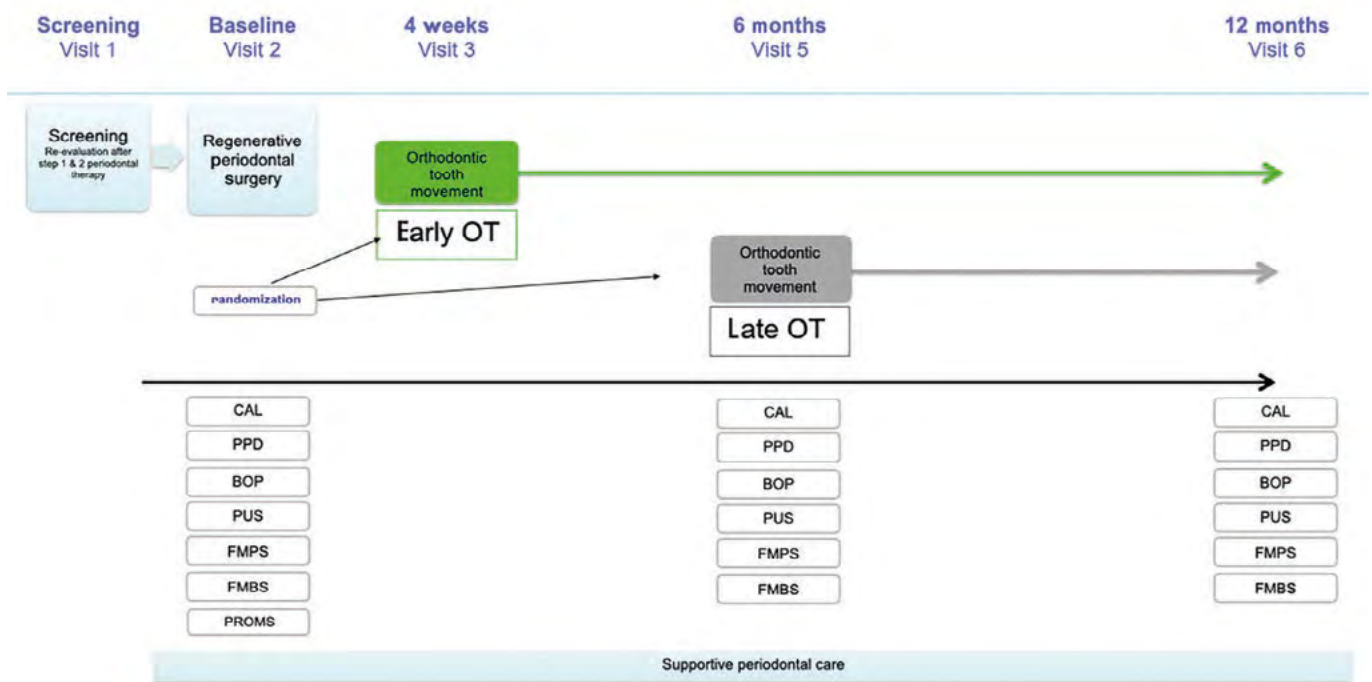 Screening
Visit 1
Baseline
Visit 2
4 weeks
Visit 3
6 months
Visit 5
12 months
Visit 6
Screening
Re-evaluation after
step 1 & 2 periodontal
therapy
Regenerative
periodontal
surgery
Orthodontic
tooth
movement
Early OT
randomization
Orthodontic
tooth
movement
Late OT
CAL
PPD
BOP
PUS
FMPS
FMBS
PROMS
CAL
PPD
BOP
PUS
FMPS
FMBS
CAL
PPD
BOP
PUS
FMPS
FMBS
Supportive periodontal care